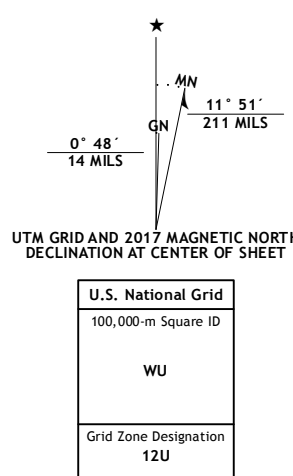 ★
MN
GN
11° 51´
211 MILS
0° 48´
14 MILS
UTM GRID AND 2017 MAGNETIC NORTH
DECLINATION AT CENTER OF SHEET
U.S. National Grid
100,000-m Square ID
WU
Grid Zone Designation
12U